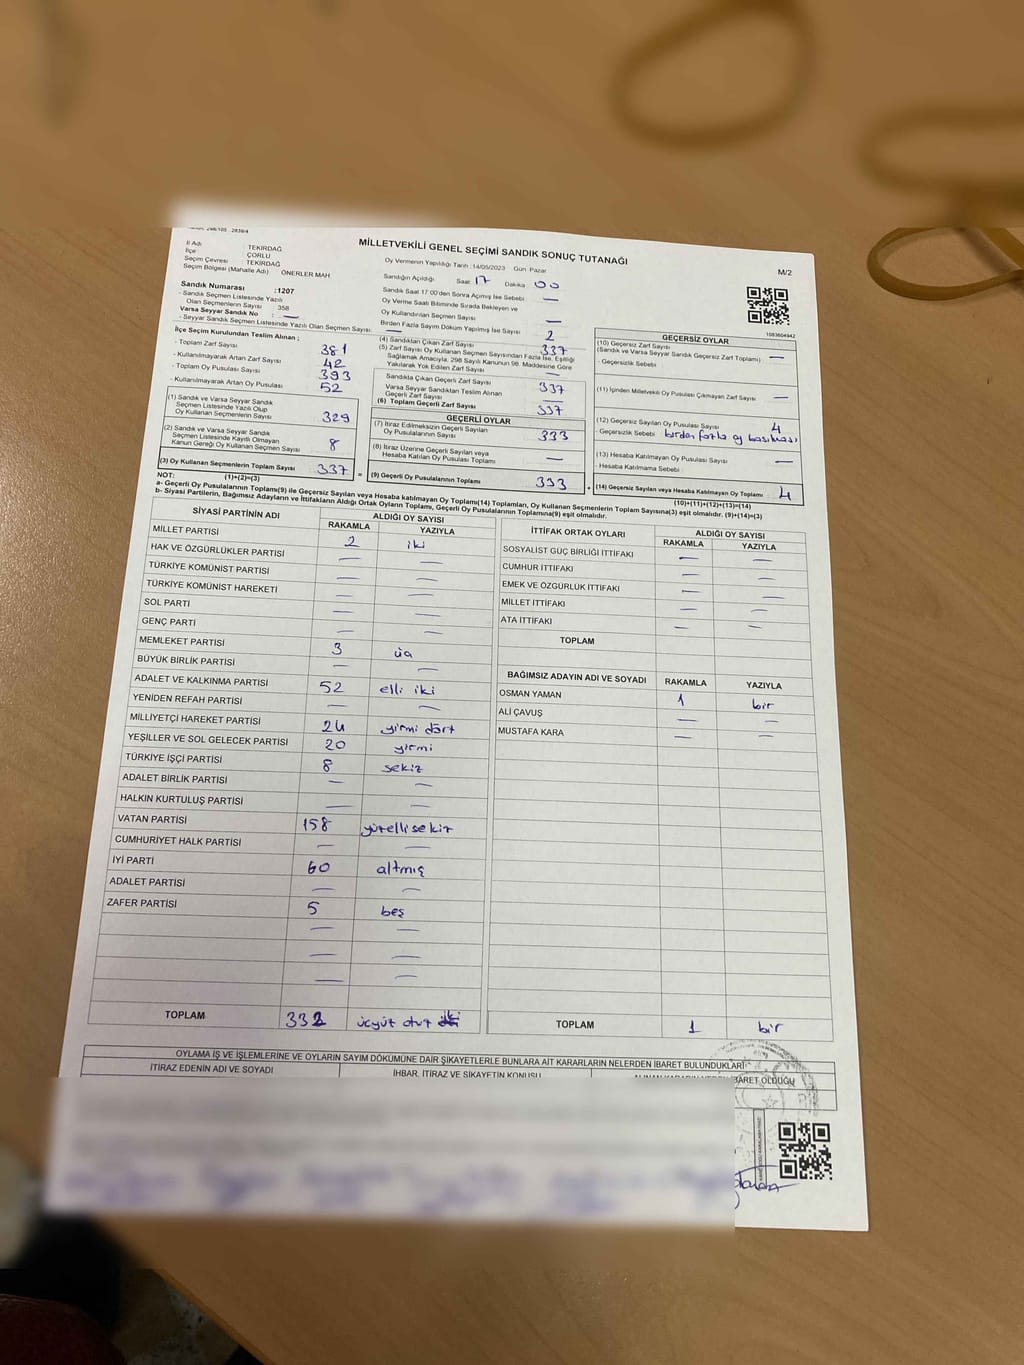 MİLLETVEKİLİ GENEL SEÇİMİ SANDIK SONUÇ TUTANAĞI
M/2
İl Adı : TEKİRDAĞ
İlçe : ÇORLU
Seçim Çevresi : TEKİRDAĞ
Seçim Bölgesi (Mahalle Adı) ÖNERLER MAH
Sandık Numarası :1207
- Sandık Seçmen Listesinde Yazılı
Olan Seçmenlerin Sayısı : 358
Varsa Seyyar Sandık No : —
- Seyyar Sandık Seçmen Listesinde Yazılı Olan Seçmen Sayısı: —
Oy Vermenin Yapıldığı Tarih :14/05/2023 Gün :Pazar
Sandığın Açıldığı Saat: 17 Dakika 00
Sandık Saat 17:00'den Sonra Açmış İse Sebebi —
Oy Verme Saati Bitiminde Sırada Bekleyen ve
Oy Kullandırılan Seçmen Sayısı —
Birden Fazla Sayım Döküm Yapılmış İse Sayısı 2
1083604942
İlçe Seçim Kurulundan Teslim Alınan ;
- Toplam Zarf Sayısı 381
- Kullanılmayarak Artan Zarf Sayısı 42
- Toplam Oy Pusulası Sayısı 393
- Kullanılmayarak Artan Oy Pusulası 52
(1) Sandık ve Varsa Seyyar Sandık
Seçmen Listesinde Yazılı Olup
Oy Kullanan Seçmenlerin Sayısı 329
(2) Sandık ve Varsa Seyyar Sandık
Seçmen Listesinde Kayıtlı Olmayan
Kanun Gereği Oy Kullanan Seçmen Sayısı 8
(3) Oy Kullanan Seçmenlerin Toplam Sayısı 337
(1)+(2)=(3)
(4) Sandıktan Çıkan Zarf Sayısı 337
(5) Zarf Sayısı Oy Kullanan Seçmen Sayısından Fazla İse, Eşitliği
Sağlamak Amacıyla, 298 Sayılı Kanunun 98. Maddesine Göre
Yakılarak Yok Edilen Zarf Sayısı —
Sandıkla Çıkan Geçerli Zarf Sayısı 337
Varsa Seyyar Sandıktan Teslim Alınan
Geçerli Zarf Sayısı —
(6) Toplam Geçerli Zarf Sayısı 337
GEÇERLİ OYLAR
(7) İtiraz Edilmeksizin Geçerli Sayılan
Oy Pusulalarının Sayısı 333
(8) İtiraz Üzerine Geçerli Sayılan veya
Hesaba Katılan Oy Pusulası Toplamı —
= (9) Geçerli Oy Pusulalarının Toplamı 333 +
GEÇERSİZ OYLAR
(10) Geçersiz Zarf Sayısı
(Sandık ve Varsa Seyyar Sandık Geçersiz Zarf Toplamı) —
- Geçersizlik Sebebi :
(11) İçinden Milletvekili Oy Pusulası Çıkmayan Zarf Sayısı —
(12) Geçersiz Sayılan Oy Pusulası Sayısı 4
- Geçersizlik Sebebi : birden fazla oy basılması
(13) Hesaba Katılmayan Oy Pusulası Sayısı —
- Hesaba Katılmama Sebebi :
(14) Geçersiz Sayılan veya Hesaba Katılmayan Oy Toplamı 4
(10)+(11)+(12)+(13)=(14)
NOT:
a- Geçerli Oy Pusulalarının Toplamı(9) ile Geçersiz Sayılan veya Hesaba katılmayan Oy Toplamı(14) Toplamları, Oy Kullanan Seçmenlerin Toplam Sayısına(3) eşit olmalıdır. (9)+(14)=(3)
b- Siyasi Partilerin, Bağımsız Adayların ve İttifakların Aldığı Ortak Oyların Toplamı, Geçerli Oy Pusulalarının Toplamına(9) eşit olmalıdır.
SİYASİ PARTİNİN ADI ALDIĞI OY SAYISI
RAKAMLA YAZIYLA
MİLLET PARTİSİ 2 iki
HAK VE ÖZGÜRLÜKLER PARTİSİ — —
TÜRKİYE KOMÜNİST PARTİSİ — —
TÜRKİYE KOMÜNİST HAREKETİ — —
SOL PARTİ — —
GENÇ PARTİ — —
MEMLEKET PARTİSİ 3 üç
BÜYÜK BİRLİK PARTİSİ — —
ADALET VE KALKINMA PARTİSİ 52 elli iki
YENİDEN REFAH PARTİSİ — —
MİLLİYETÇİ HAREKET PARTİSİ 24 yirmi dört
YEŞİLLER VE SOL GELECEK PARTİSİ 20 yirmi
TÜRKİYE İŞÇİ PARTİSİ 8 sekiz
ADALET BİRLİK PARTİSİ — —
HALKIN KURTULUŞ PARTİSİ — —
VATAN PARTİSİ 158 yüzellisekiz
CUMHURİYET HALK PARTİSİ — —
İYİ PARTİ 60 altmış
ADALET PARTİSİ — —
ZAFER PARTİSİ 5 beş
— —
— —
— —
TOPLAM 332 üçyüz otuz iki
İTTİFAK ORTAK OYLARI ALDIĞI OY SAYISI
RAKAMLA YAZIYLA
SOSYALİST GÜÇ BİRLİĞİ İTTİFAKI — —
CUMHUR İTTİFAKI — —
EMEK VE ÖZGÜRLÜK İTTİFAKI — —
MİLLET İTTİFAKI — —
ATA İTTİFAKI — —
TOPLAM
BAĞIMSIZ ADAYIN ADI VE SOYADI RAKAMLA YAZIYLA
OSMAN YAMAN 1 bir
ALİ ÇAVUŞ — —
MUSTAFA KARA — —
TOPLAM 1 bir
OYLAMA İŞ VE İŞLEMLERİNE VE OYLARIN SAYIM DÖKÜMÜNE DAİR ŞİKAYETLERLE BUNLARA AİT KARARLARIN NELERDEN İBARET BULUNDUKLARI
İTİRAZ EDENİN ADI VE SOYADI
İHBAR, İTİRAZ VE ŞİKAYETİN KONUSU
İBARET OLDUĞU